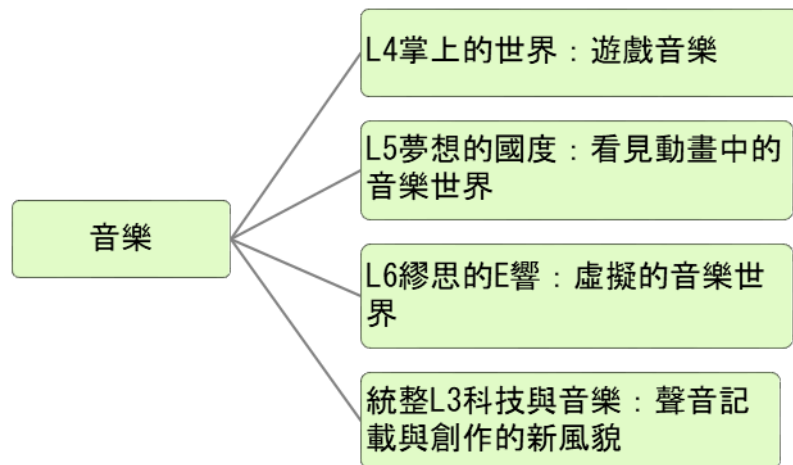 L4掌上的世界：遊戲音樂
L5夢想的國度：看見動畫中的
音樂世界
音樂
L6繆思的E響：虛擬的音樂世
界
統整L3科技與音樂：聲音記
載與創作的新風貌